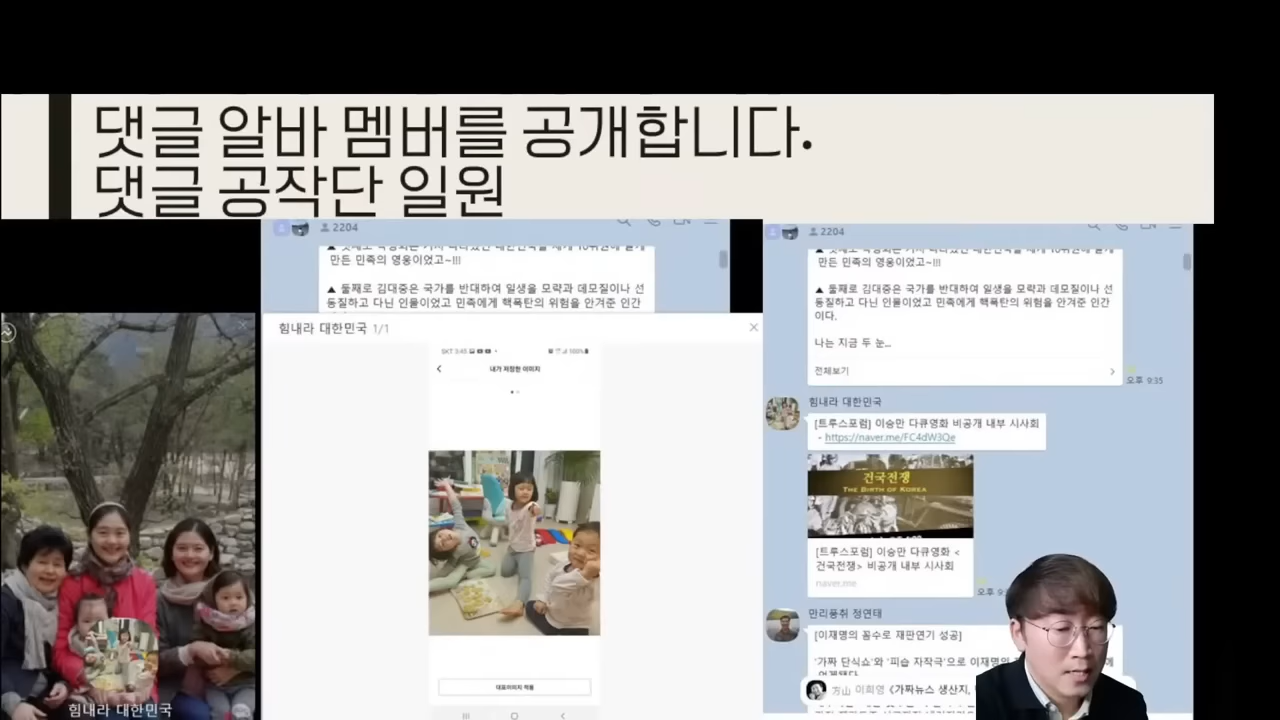 댓글 알바 멤버를 공개합니다.
댓글 공작단 일원
2204
만든 민족의 영웅이었고~!!!
▲ 둘째로 김대중은 국가를 반대하여 일생을 모략과 데모질이나 선
동질하고 다닌 인물이었고 민족에게 핵폭탄의 위험을 안겨준 인간
힘내라 대한민국 1/1
SKT 3:45
100%
내가 저장한 이미지
대표이미지 적용
힘내라 대한민국
2204
만든 민족의 영웅이었고~!!!
▲ 둘째로 김대중은 국가를 반대하여 일생을 모략과 데모질이나 선
동질하고 다닌 인물이었고 민족에게 핵폭탄의 위험을 안겨준 인간
이다.
나는 지금 두 눈...
전체보기
오후 9:35
힘내라 대한민국
[트루스포럼] 이승만 다큐영화 비공개 내부 시사회
- https://naver.me/FC4dW3Qe
건국전쟁
THE BIRTH OF KOREA
[트루스포럼] 이승만 다큐영화 <
건국전쟁> 비공개 내부 시사회
naver.me
오후
만리풍취 정연태
[이재명의 꼼수로 재판연기 성공]
'가짜 단식쇼'와 '피습 자작극'으로 이재명의
方山 이희영 《가짜뉴스 생산지,